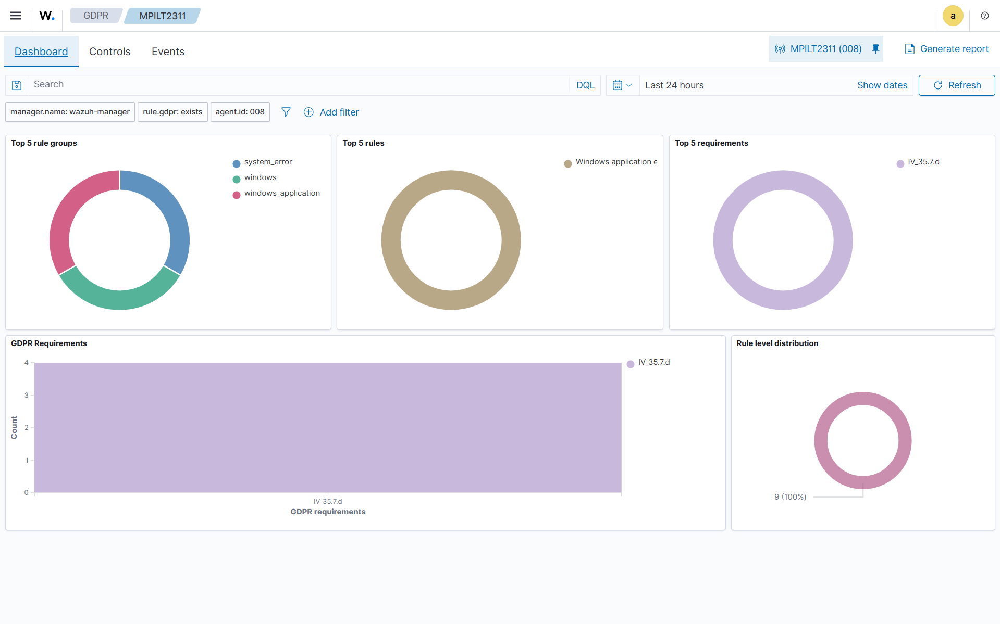 W.
GDPR
MPILT2311
a
Dashboard
Controls
Events
MPILT2311 (008)
Generate report
Search
DQL
Last 24 hours
Show dates
Refresh
manager.name: wazuh-manager
rule.gdpr: exists
agent.id: 008
Add filter
Top 5 rule groups
system_error
windows
windows_application
Top 5 rules
Windows application e
Top 5 requirements
IV_35.7.d
GDPR Requirements
4
3
2
1
0
Count
IV_35.7.d
GDPR requirements
IV_35.7.d
Rule level distribution
9 (100%)